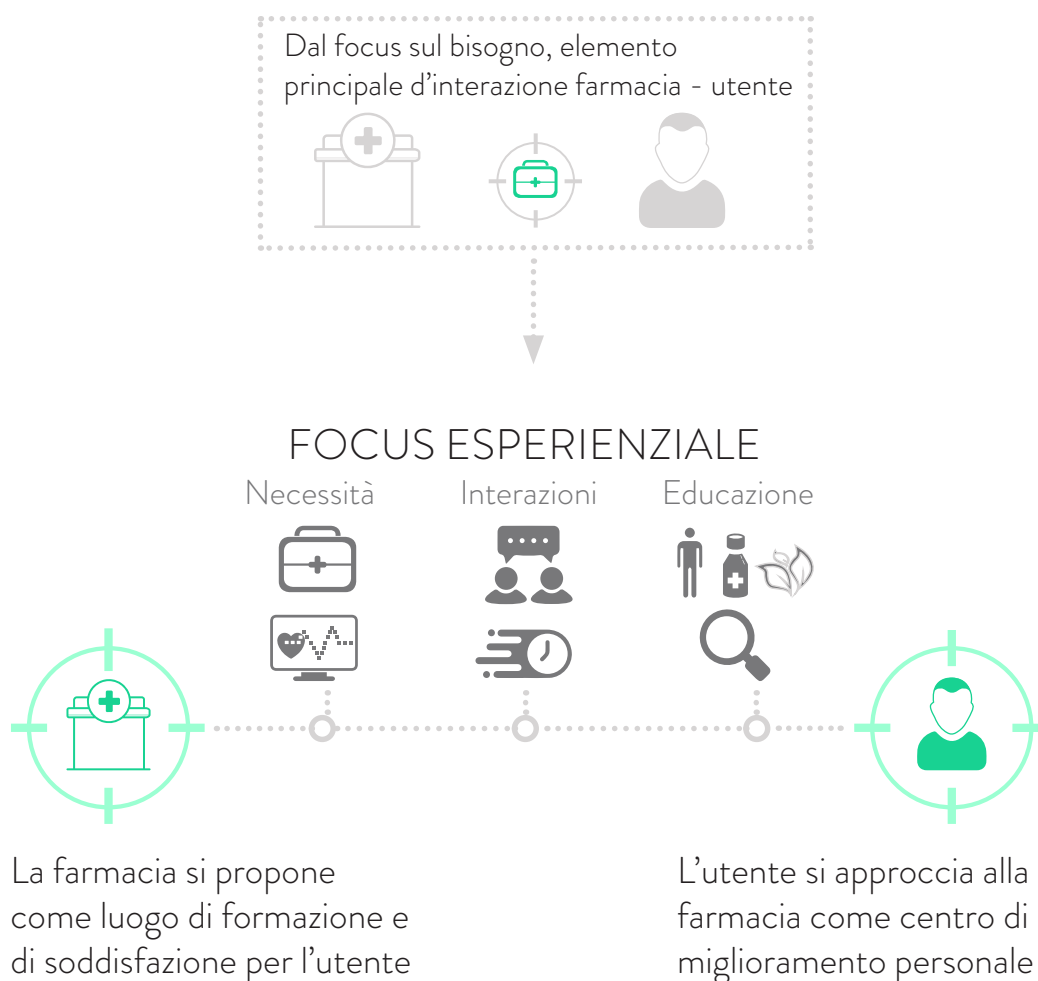 Dal focus sul bisogno, elemento
principale d’interazione farmacia - utente
FOCUS ESPERIENZIALE
Necessità
Interazioni
Educazione
La farmacia si propone
come luogo di formazione e
di soddisfazione per l’utente
L’utente si approccia alla
farmacia come centro di
miglioramento personale